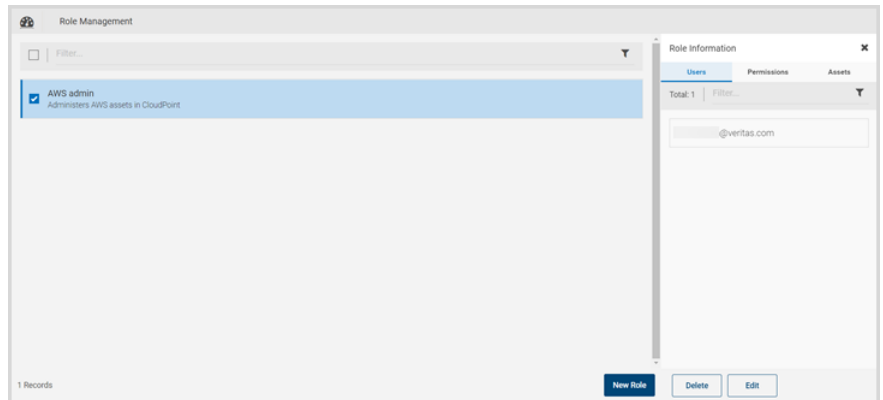 Role Management
Filter...
AWS admin
Administers AWS assets in CloudPoint
1 Records
New Role
Role Information
Users Permissions Assets
Total: 1 Filter...
@veritas.com
Delete Edit